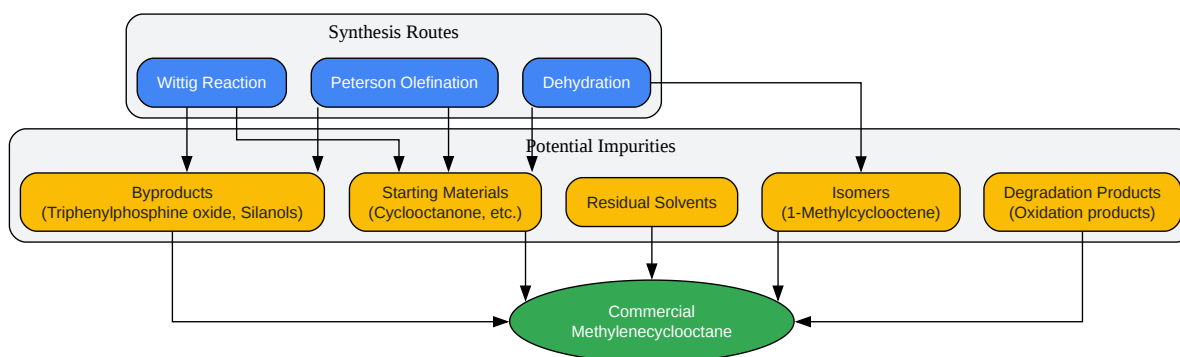 Synthesis Routes
Wittig Reaction
Peterson Olefination
Dehydration
Potential Impurities
Byproducts
(Triphenylphosphine oxide, Silanols)
Starting Materials
(Cyclooctanone, etc.)
Residual Solvents
Isomers
(1-Methylcyclooctene)
Degradation Products
(Oxidation products)
Commercial
Methylenecyclooctane